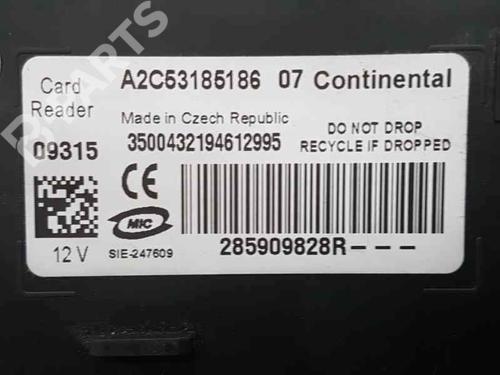 B-PARTS
Card Reader
A2C53185186 07 Continental
Made in Czech Republic
09315
3500432194612995
DO NOT DROP
RECYCLE IF DROPPED
CE
MIC
12 V
SIE-247609
285909828R---